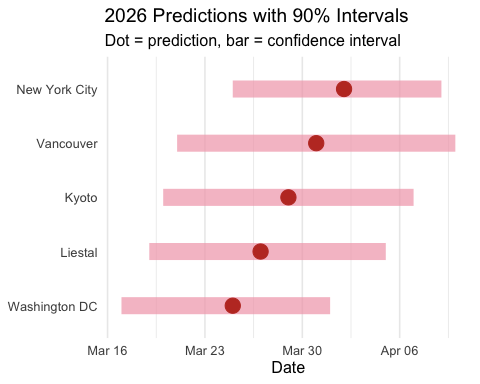 2026 Predictions with 90% Intervals
Dot = prediction, bar = confidence interval
New York City
Vancouver
Kyoto
Liestal
Washington DC
Mar 16 Mar 23 Mar 30 Apr 06
Date